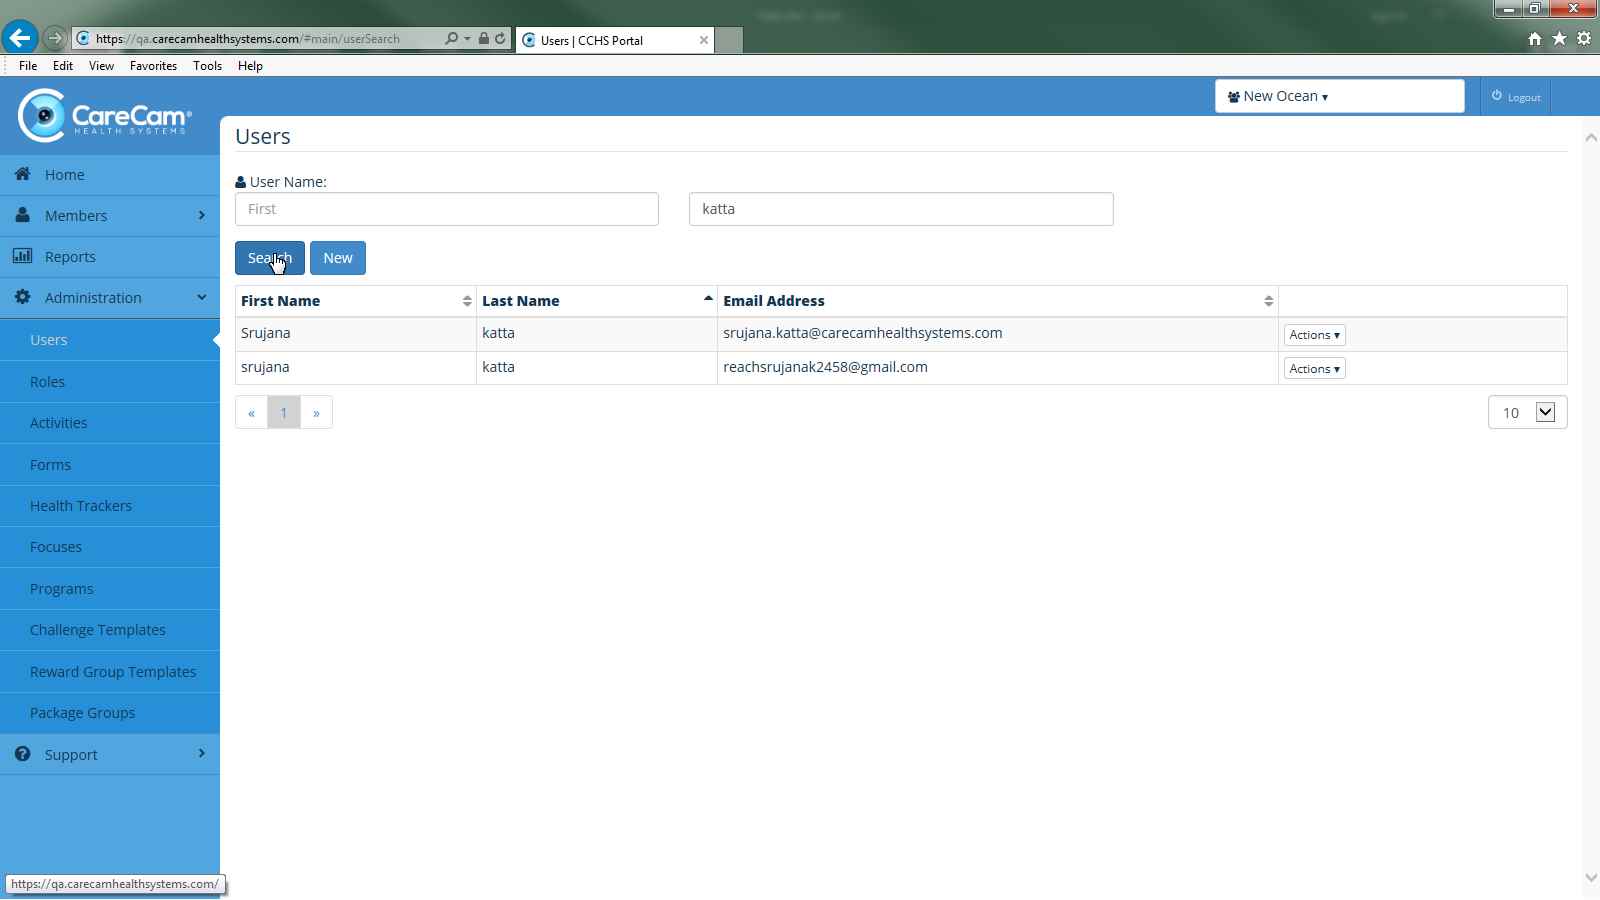 https://qa.carecamhealthsystems.com/#main/userSearch
Users | CCHS Portal
File Edit View Favorites Tools Help
CareCam
HEALTH SYSTEMS
New Ocean ▾
Logout
Users
Home
Members
Reports
Administration
Users
Roles
Activities
Forms
Health Trackers
Focuses
Programs
Challenge Templates
Reward Group Templates
Package Groups
Support
User Name:
First
katta
Search New
First Name Last Name Email Address
Srujana katta srujana.katta@carecamhealthsystems.com Actions ▾
srujana katta reachsrujanak2458@gmail.com Actions ▾
« 1 »
10
https://qa.carecamhealthsystems.com/